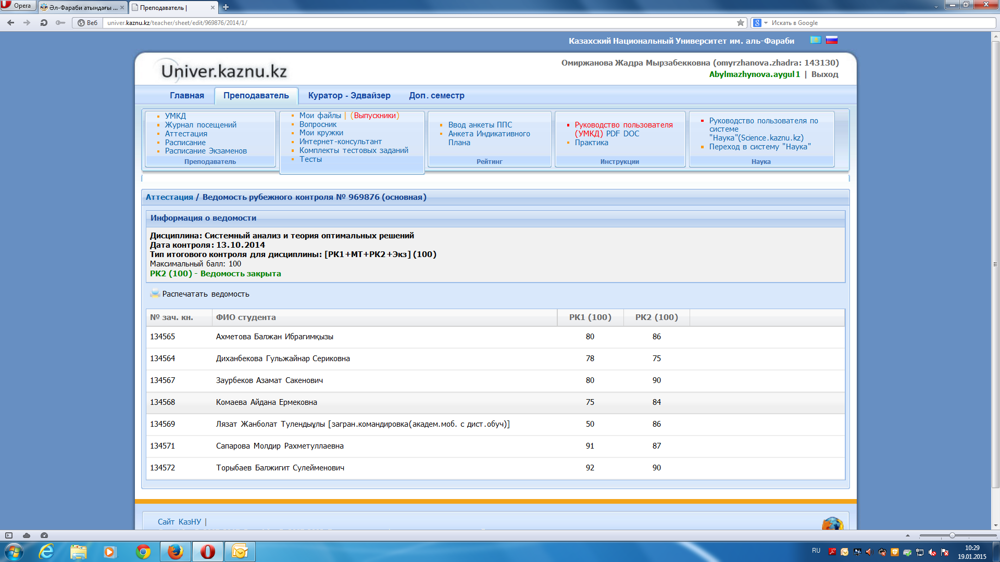 Opera
Әл-Фараби атындағы ...
Преподаватель |
Веб
univer.kaznu.kz/teacher/sheet/edit/969876/2014/1/
Искать в Google
Казахский Национальный Университет им. аль-Фараби
Univer.kaznu.kz
Омиржанова Жадра Мырзабекковна (omyrzhanova.zhadra: 143130)
Abylmazhynova.aygul1 | Выход
Главная
Преподаватель
Куратор - Эдвайзер
Доп. семестр
УМКД
Журнал посещений
Аттестация
Расписание
Расписание Экзаменов
Преподаватель
Мои файлы | (Выпускники)
Вопросник
Мои кружки
Интернет-консультант
Комплекты тестовых заданий
Тесты
Ввод анкеты ППС
Анкета Индикативного
Плана
Рейтинг
Руководство пользователя
(УМКД) PDF DOC
Практика
Инструкции
Руководство пользователя по
системе
"Наука"(Science.kaznu.kz)
Переход в систему "Наука"
Наука
Аттестация / Ведомость рубежного контроля № 969876 (основная)
Информация о ведомости
Дисциплина: Системный анализ и теория оптимальных решений
Дата контроля: 13.10.2014
Тип итогового контроля для дисциплины: [РК1+МТ+РК2+Экз] (100)
Максимальный балл: 100
РК2 (100) - Ведомость закрыта
Распечатать ведомость
№ зач. кн. ФИО студента РК1 (100) РК2 (100)
134565 Ахметова Балжан Ибрагимқызы 80 86
134564 Диханбекова Гульжайнар Сериковна 78 75
134567 Заурбеков Азамат Сакенович 80 90
134568 Комаева Айдана Ермековна 75 84
134569 Лязат Жанболат Тулендыұлы [загран.командировка(академ.моб. с дист.обуч)] 50 86
134571 Сапарова Молдир Рахметуллаевна 91 87
134572 Торыбаев Балжигит Сулейменович 92 90
Сайт КазНУ |
RU
10:29
19.01.2015